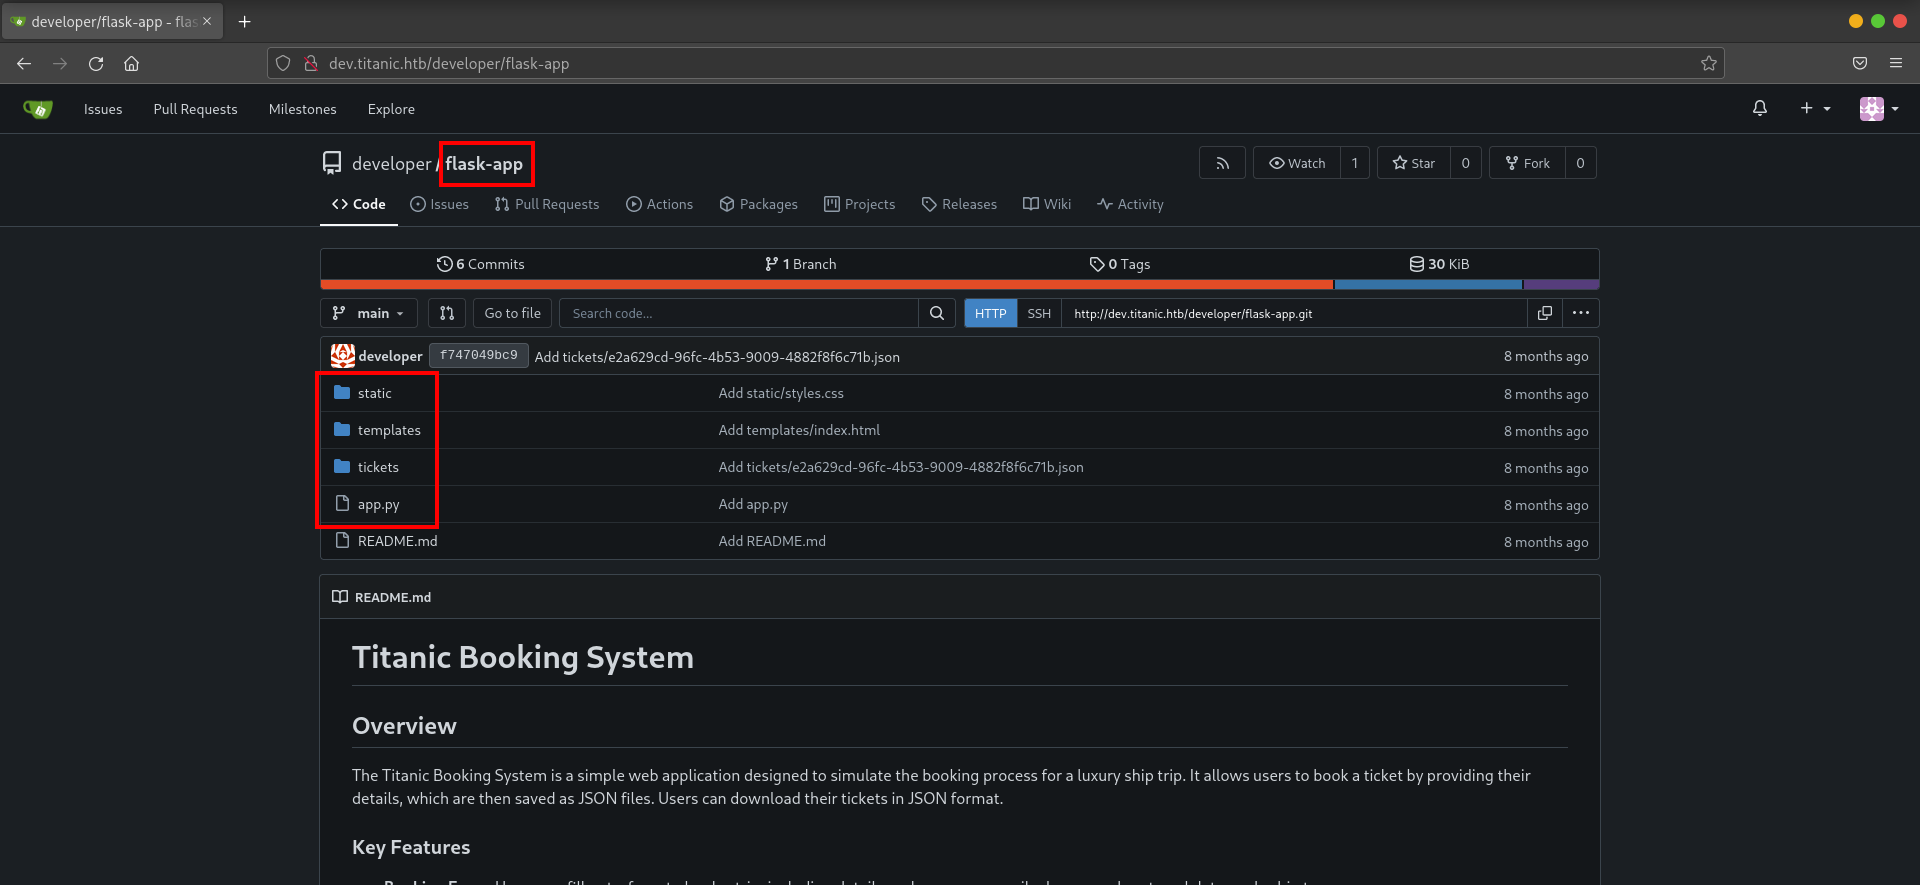 developer/flask-app - flas
dev.titanic.htb/developer/flask-app
Issues Pull Requests Milestones Explore
developer / flask-app
Watch 1 Star 0 Fork 0
Code Issues Pull Requests Actions Packages Projects Releases Wiki Activity
6 Commits 1 Branch 0 Tags 30 KiB
main Go to file Search code... HTTP SSH http://dev.titanic.htb/developer/flask-app.git
developer f747049bc9 Add tickets/e2a629cd-96fc-4b53-9009-4882f8f6c71b.json 8 months ago
static Add static/styles.css 8 months ago
templates Add templates/index.html 8 months ago
tickets Add tickets/e2a629cd-96fc-4b53-9009-4882f8f6c71b.json 8 months ago
app.py Add app.py 8 months ago
README.md Add README.md 8 months ago
README.md
Titanic Booking System
Overview
The Titanic Booking System is a simple web application designed to simulate the booking process for a luxury ship trip. It allows users to book a ticket by providing their
details, which are then saved as JSON files. Users can download their tickets in JSON format.
Key Features